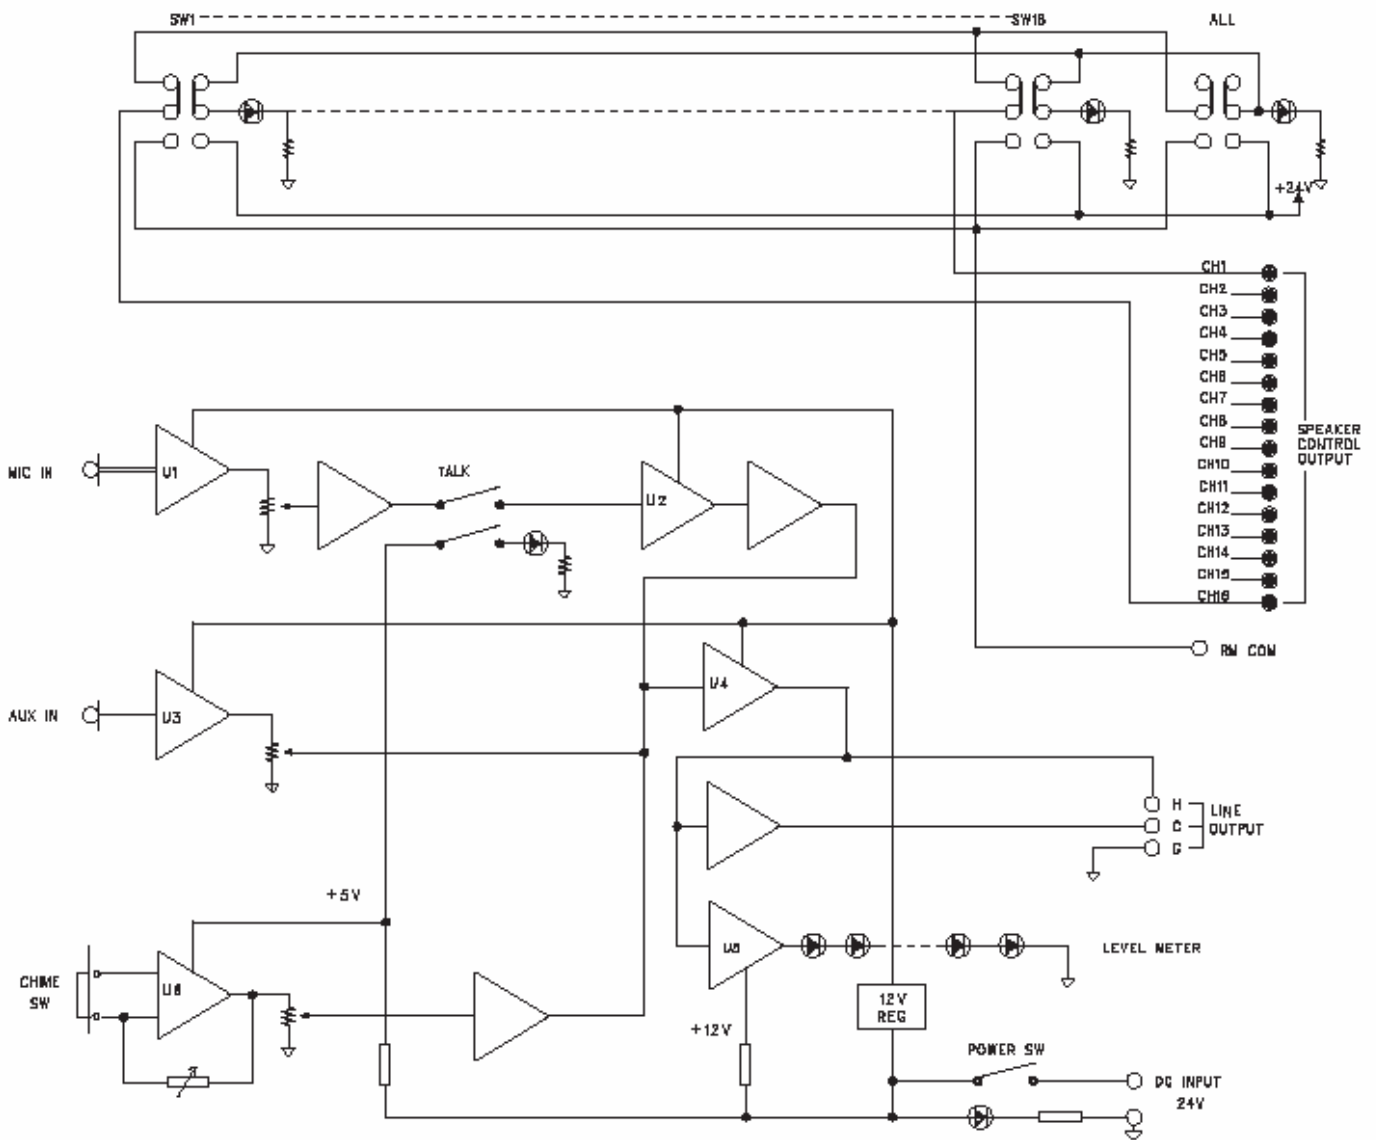 SW1
SW16
ALL
+24V
CH1
CH2
CH3
CH4
CH5
CH6
CH7
CH8
CH9
CH10
CH11
CH12
CH13
CH14
CH15
CH16
SPEAKER
CONTROL
OUTPUT
RM COM
MIC IN
U1
TALK
U2
AUX IN
U3
U4
H
C
G
LINE
OUTPUT
+5V
CHIME
SW
U6
U5
LEVEL METER
+12V
12V
REG
POWER SW
DC INPUT
24V